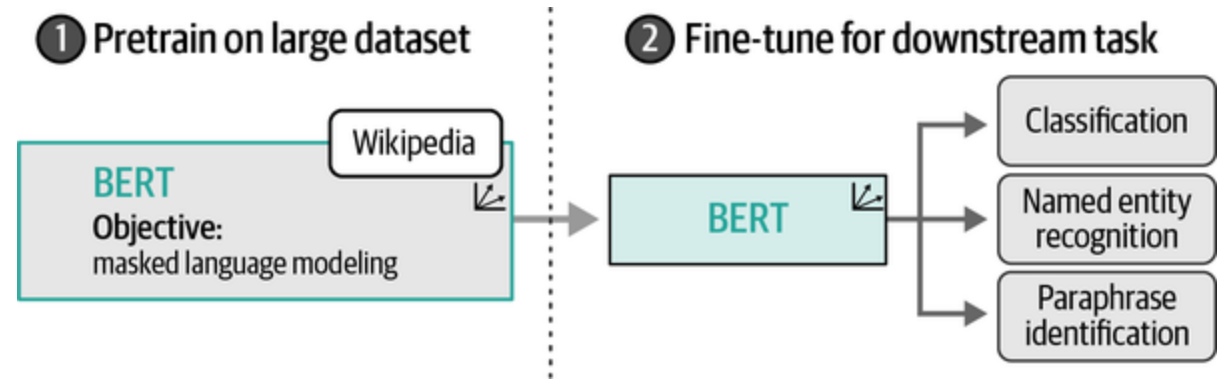 1 Pretrain on large dataset
2 Fine-tune for downstream task
Wikipedia
BERT
Objective:
masked language modeling
BERT
Classification
Named entity
recognition
Paraphrase
identification